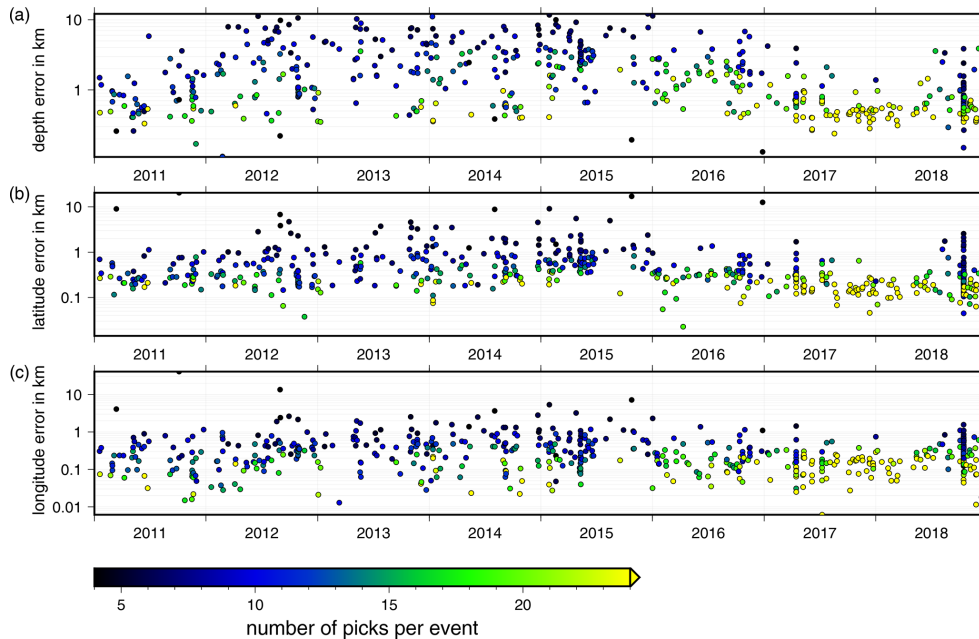 (a)
depth error in km
10
1
2011 2012 2013 2014 2015 2016 2017 2018
(b)
latitude error in km
10
1
0.1
2011 2012 2013 2014 2015 2016 2017 2018
(c)
longitude error in km
10
1
0.1
0.01
2011 2012 2013 2014 2015 2016 2017 2018
5 10 15 20
number of picks per event